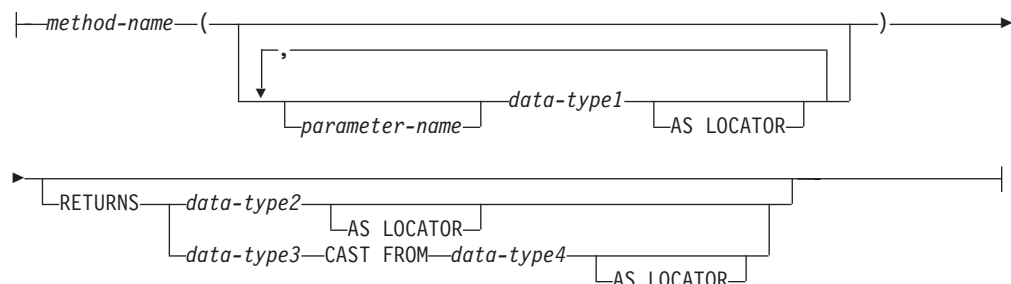 method-name ( )
,
data-type1
parameter-name AS LOCATOR
RETURNS data-type2
AS LOCATOR
data-type3 CAST FROM data-type4
AS LOCATOR